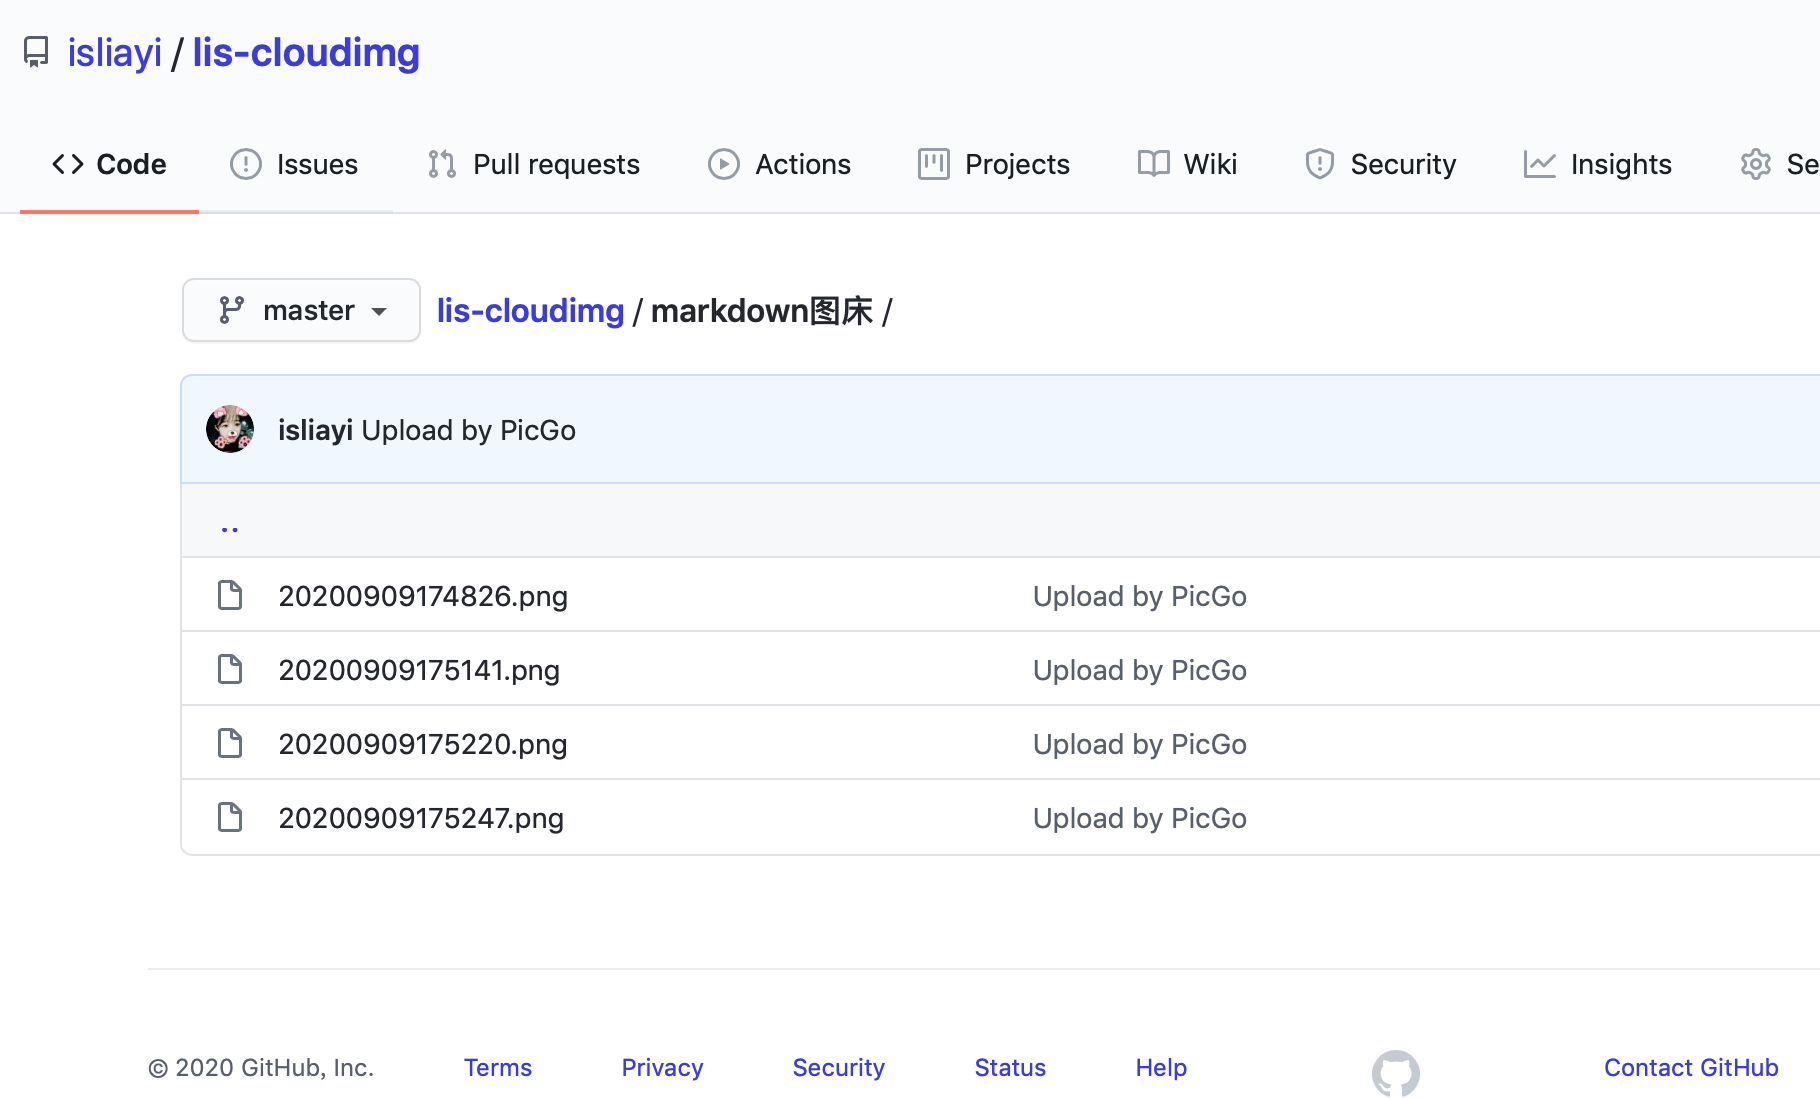 isliayi / lis-cloudimg
Code Issues Pull requests Actions Projects Wiki Security Insights Se
master lis-cloudimg / markdown图床 /
isliayi Upload by PicGo
..
20200909174826.png Upload by PicGo
20200909175141.png Upload by PicGo
20200909175220.png Upload by PicGo
20200909175247.png Upload by PicGo
© 2020 GitHub, Inc. Terms Privacy Security Status Help Contact GitHub